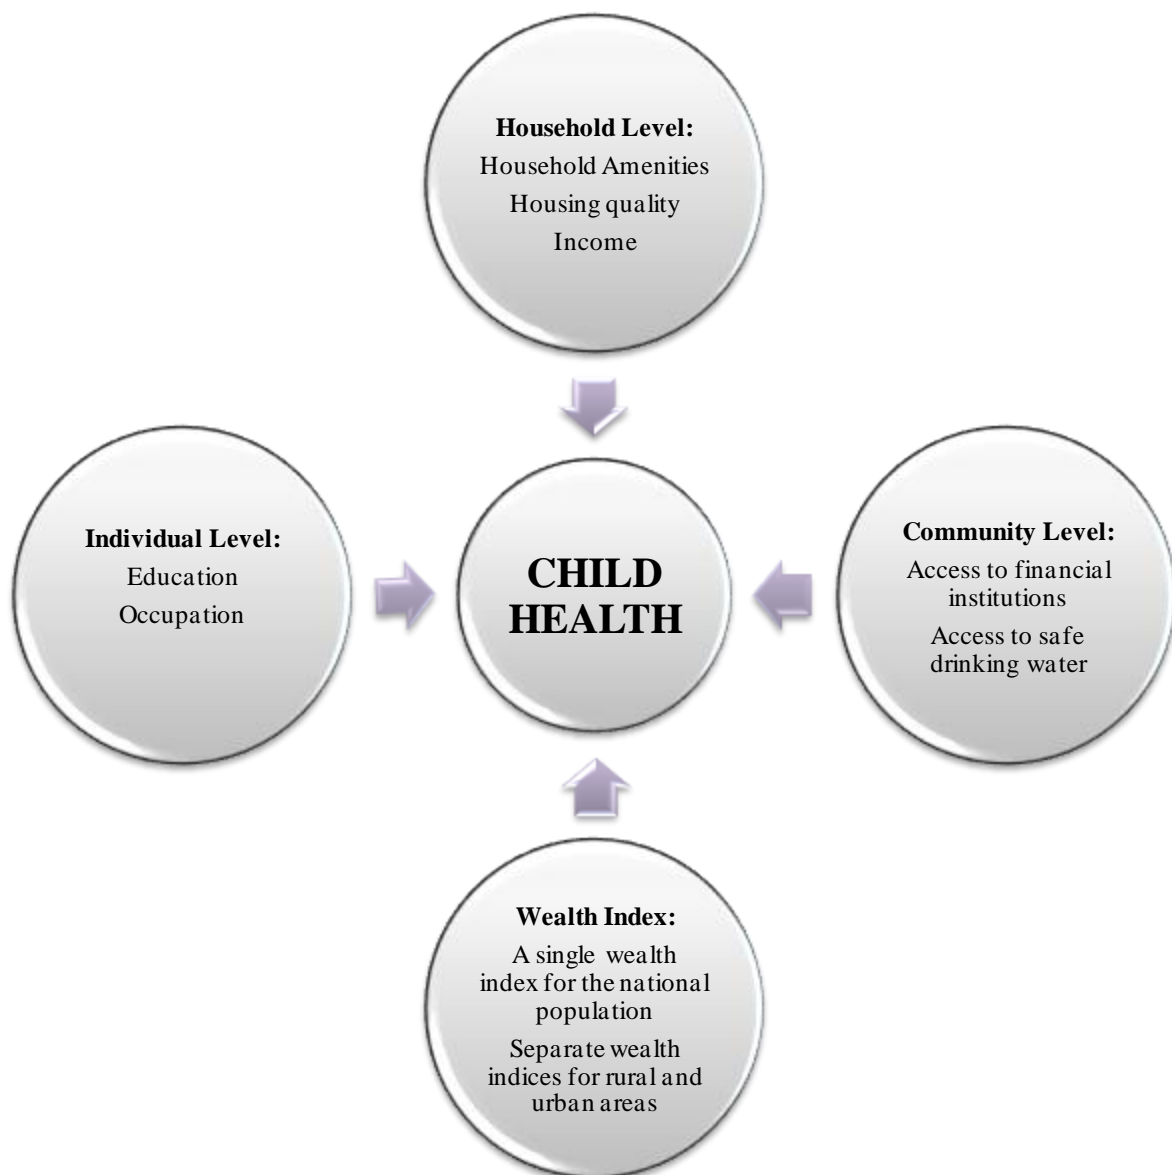 Household Level:
Household Amenities
Housing quality
Income
Individual Level:
Education
Occupation
CHILD
HEALTH
Community Level:
Access to financial
institutions
Access to safe
drinking water
Wealth Index:
A single wealth
index for the national
population
Separate wealth
indices for rural and
urban areas